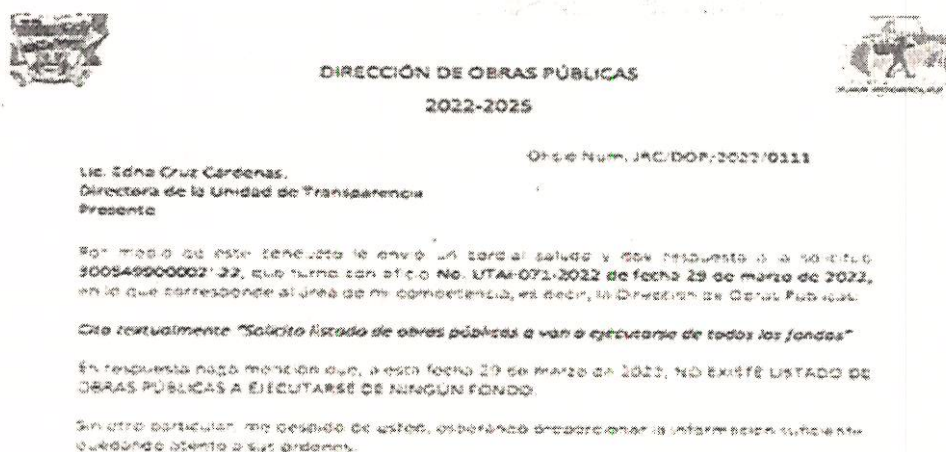 DIRECCIÓN DE OBRAS PÚBLICAS
2022-2025
Oficio Num. JRC/DOP/2022/0111
Lic. Edna Cruz Cárdenas.
Directora de la Unidad de Transparencia
Presente
Por medio de este conducto le envío un cordial saludo y doy respuesta a la solicitud
que turno con oficio No. UTAI-071-2022 de fecha 29 de marzo de 2022,
en lo que corresponde al área de mi competencia, es decir, la Dirección de Obras Públicas.
Cito textualmente "Solicito listado de obras públicas a van a ejecutarse de todos los fondos"
En respuesta hago mención que, a esta fecha 29 de marzo de 2022, NO EXISTE LISTADO DE
OBRAS PÚBLICAS A EJECUTARSE DE NINGÚN FONDO.
Sin otro particular, me despido de usted, esperando proporcionar la información suficiente
quedando atento a sus órdenes.